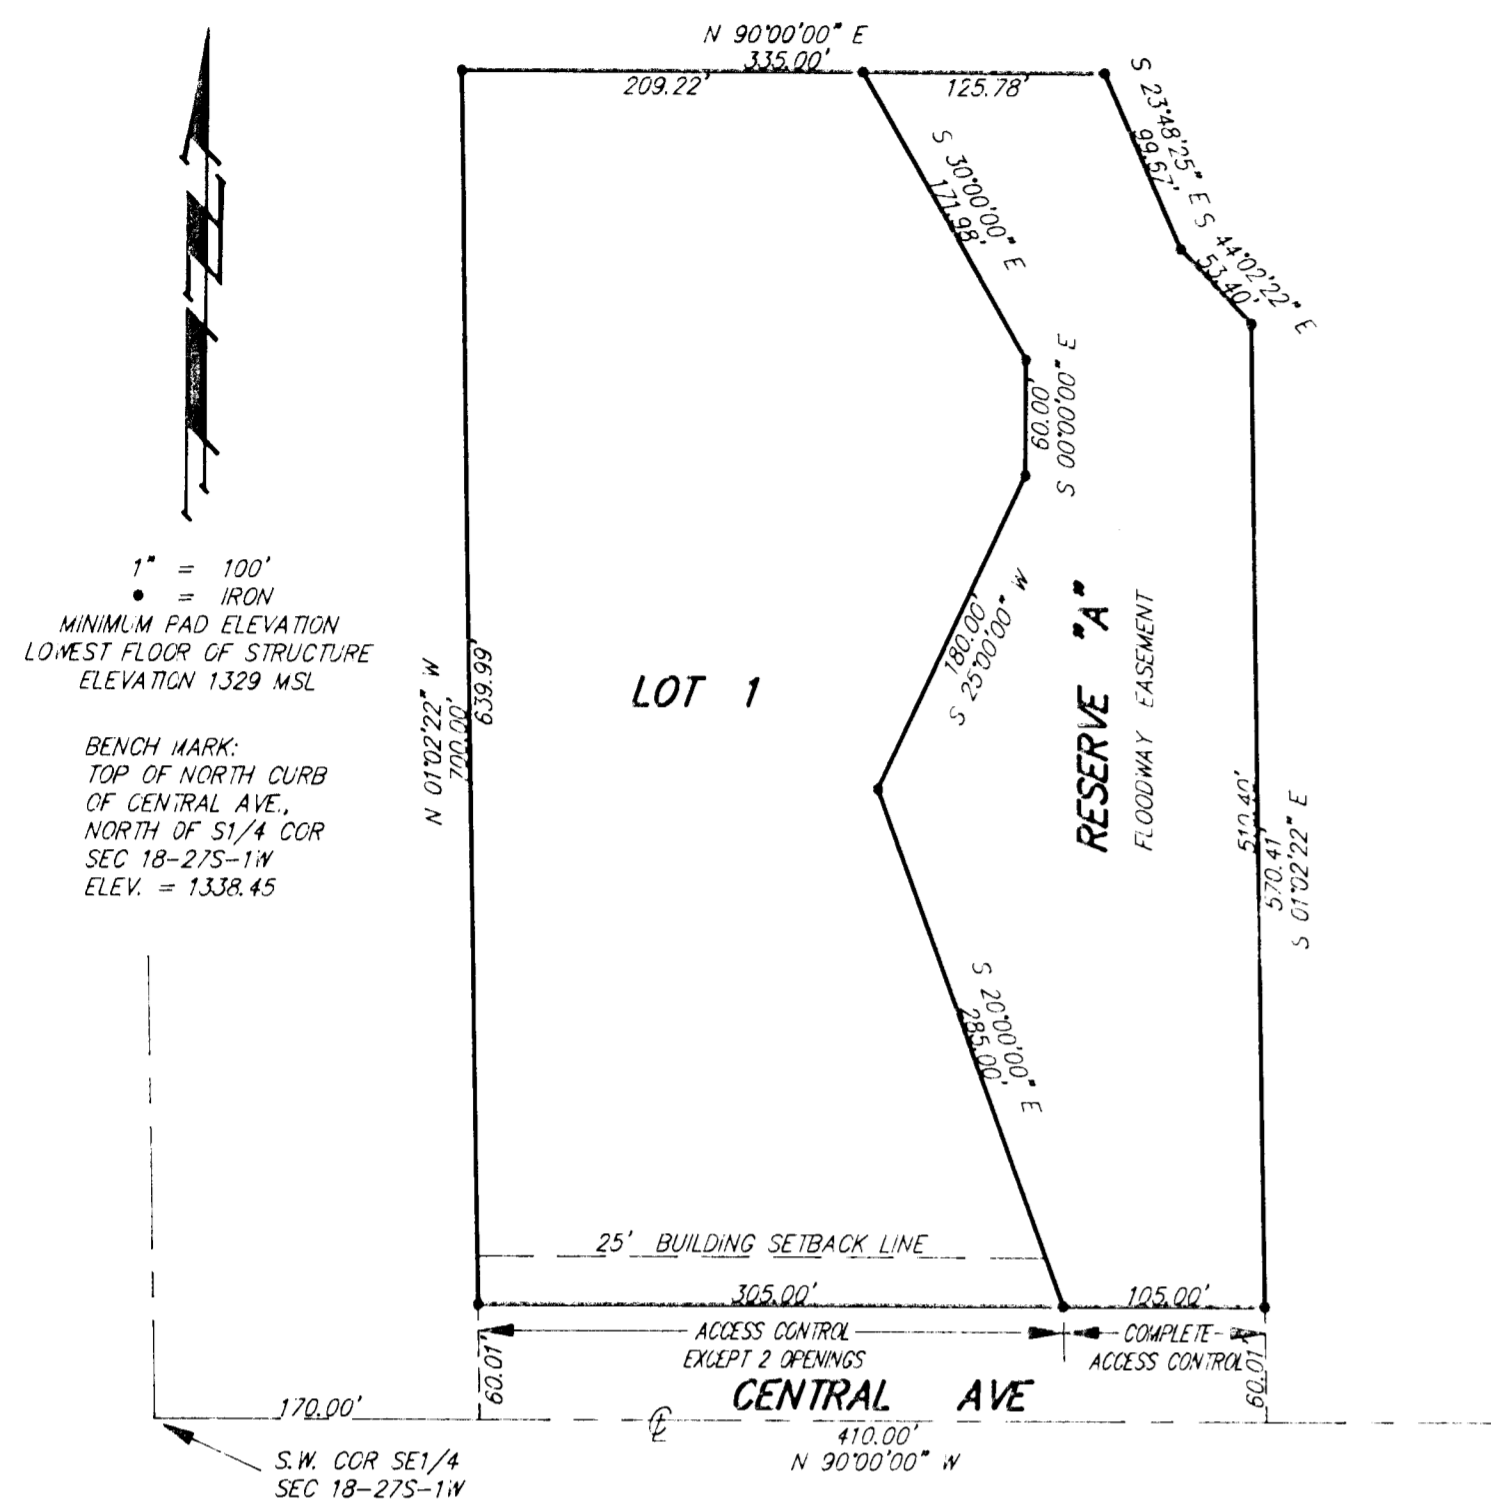 N 90°00'00" E
335.00'
209.22'
125.78'
S 23°48'25" E
99.67'
S 44°02'22" E
53.40'
S 30°00'00" E
171.98'
60.00'
S 00°00'00" E
180.00'
S 25°00'00" W
1" = 100'
• = IRON
MINIMUM PAD ELEVATION
LOWEST FLOOR OF STRUCTURE
ELEVATION 1329 MSL
BENCH MARK:
TOP OF NORTH CURB
OF CENTRAL AVE.,
NORTH OF S1/4 COR
SEC 18-27S-1W
ELEV. = 1338.45
N 01°02'22" W
700.00'
639.99'
LOT 1
RESERVE "A"
FLOODWAY EASEMENT
510.40'
570.41'
S 01°02'22" E
S 20°00'00" E
285.00'
25' BUILDING SETBACK LINE
305.00'
105.00'
ACCESS CONTROL
EXCEPT 2 OPENINGS
COMPLETE
ACCESS CONTROL
60.01'
60.01'
CENTRAL AVE
170.00'
410.00'
N 90°00'00" W
S.W. COR SE1/4
SEC 18-27S-1W